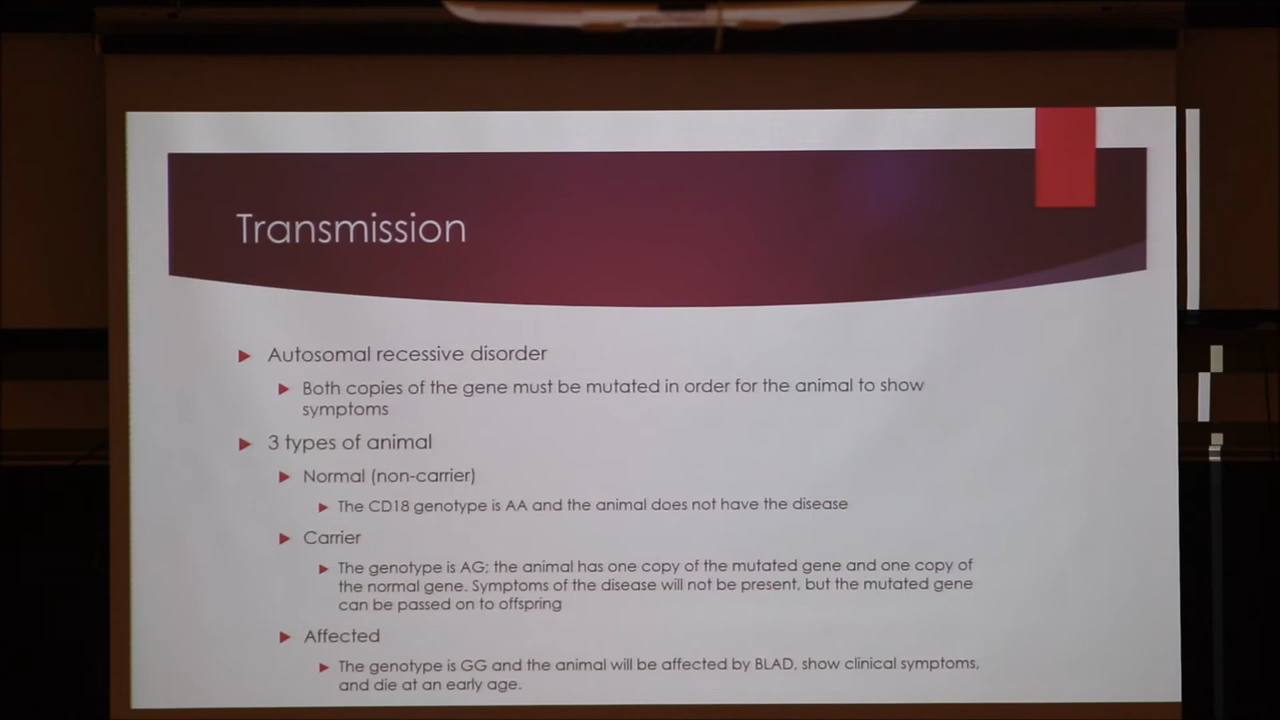 Transmission
Autosomal recessive disorder
Both copies of the gene must be mutated in order for the animal to show
symptoms
3 types of animal
Normal (non-carrier)
The CD18 genotype is AA and the animal does not have the disease
Carrier
The genotype is AG; the animal has one copy of the mutated gene and one copy of
the normal gene. Symptoms of the disease will not be present, but the mutated gene
can be passed on to offspring
Affected
The genotype is GG and the animal will be affected by BLAD, show clinical symptoms,
and die at an early age.